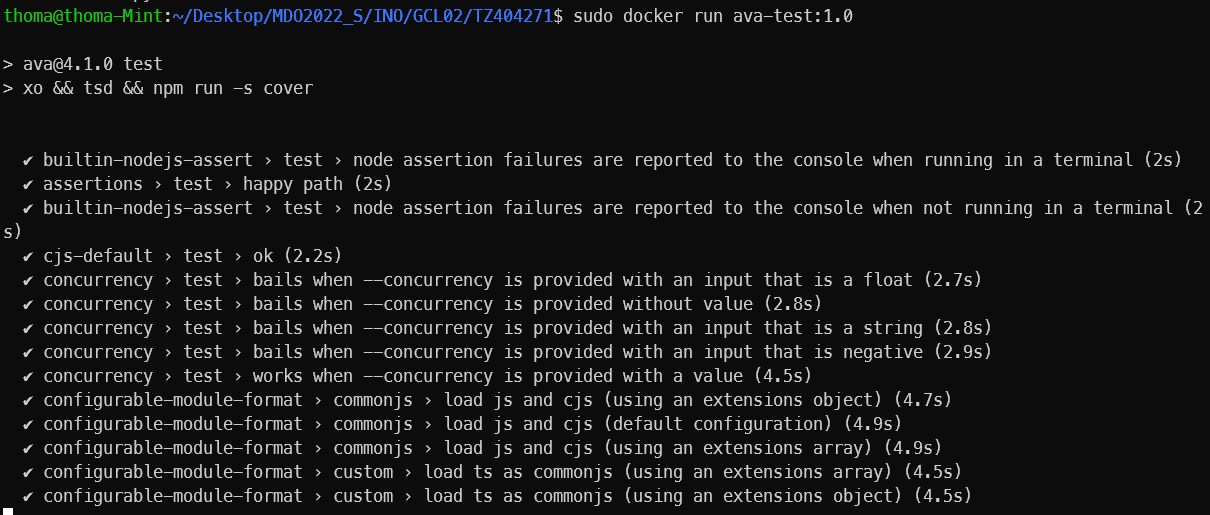 thoma@thoma-Mint:~/Desktop/MDO2022_S/INO/GCL02/TZ404271$ sudo docker run ava-test:1.0
> ava@4.1.0 test
> xo && tsd && npm run -s cover
✔ builtin-nodejs-assert › test › node assertion failures are reported to the console when running in a terminal (2s)
✔ assertions › test › happy path (2s)
✔ builtin-nodejs-assert › test › node assertion failures are reported to the console when not running in a terminal (2
s)
✔ cjs-default › test › ok (2.2s)
✔ concurrency › test › bails when --concurrency is provided with an input that is a float (2.7s)
✔ concurrency › test › bails when --concurrency is provided without value (2.8s)
✔ concurrency › test › bails when --concurrency is provided with an input that is a string (2.8s)
✔ concurrency › test › bails when --concurrency is provided with an input that is negative (2.9s)
✔ concurrency › test › works when --concurrency is provided with a value (4.5s)
✔ configurable-module-format › commonjs › load js and cjs (using an extensions object) (4.7s)
✔ configurable-module-format › commonjs › load js and cjs (default configuration) (4.9s)
✔ configurable-module-format › commonjs › load js and cjs (using an extensions array) (4.9s)
✔ configurable-module-format › custom › load ts as commonjs (using an extensions array) (4.5s)
✔ configurable-module-format › custom › load ts as commonjs (using an extensions object) (4.5s)